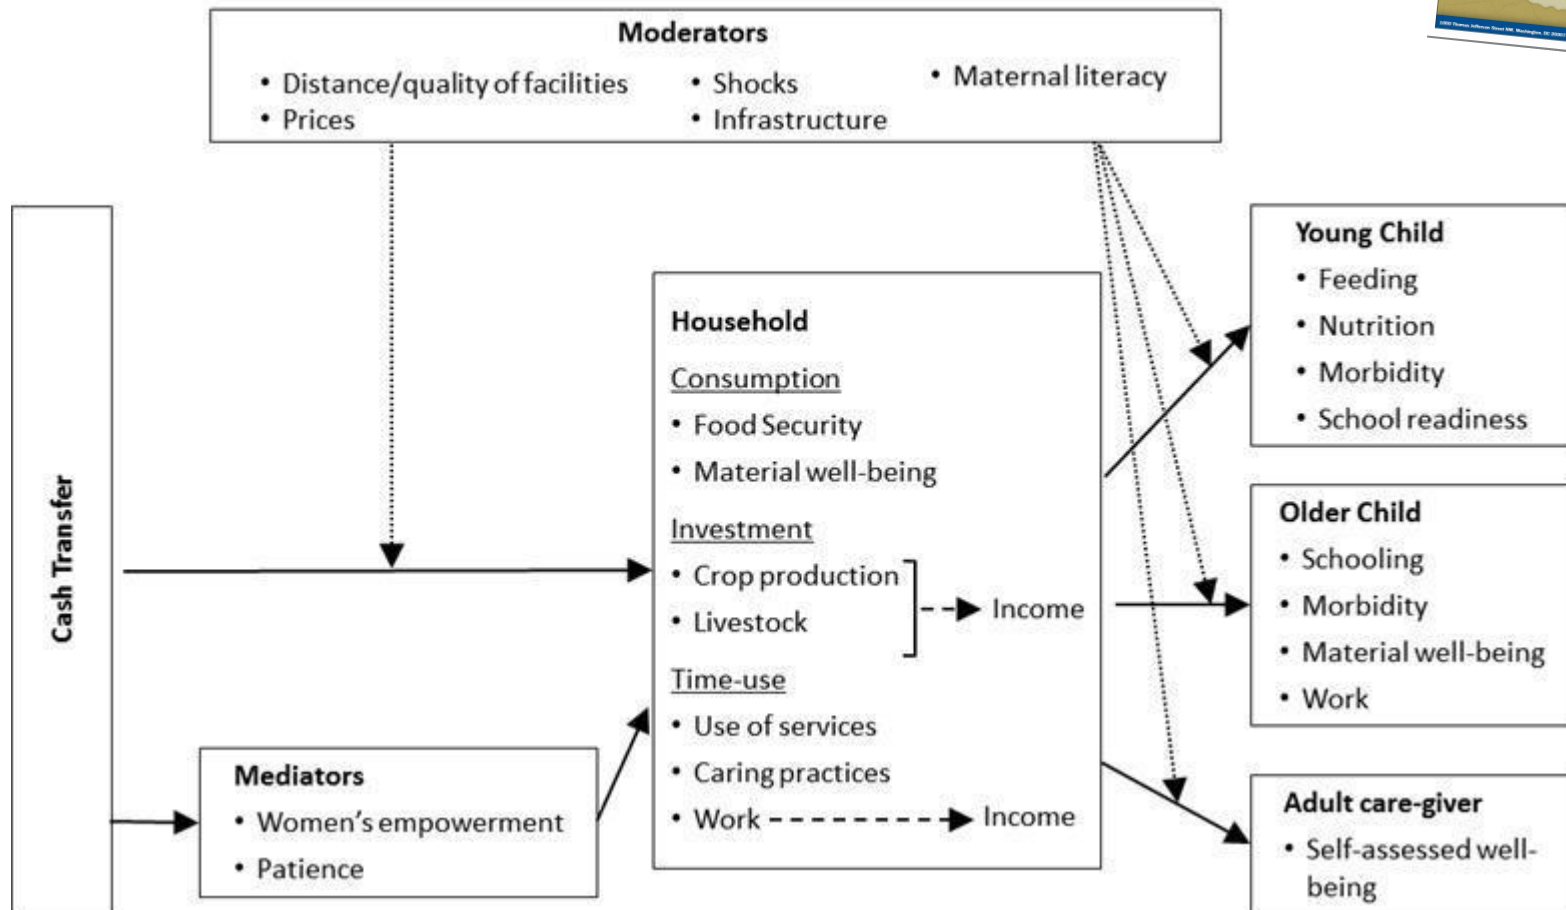 Moderators
• Distance/quality of facilities
• Prices
• Shocks
• Infrastructure
• Maternal literacy
Cash Transfer
Mediators
• Women's empowerment
• Patience
Household
Consumption
• Food Security
• Material well-being
Investment
• Crop production
• Livestock
Income
Time-use
• Use of services
• Caring practices
• Work
Income
Young Child
• Feeding
• Nutrition
• Morbidity
• School readiness
Older Child
• Schooling
• Morbidity
• Material well-being
• Work
Adult care-giver
• Self-assessed well-
being